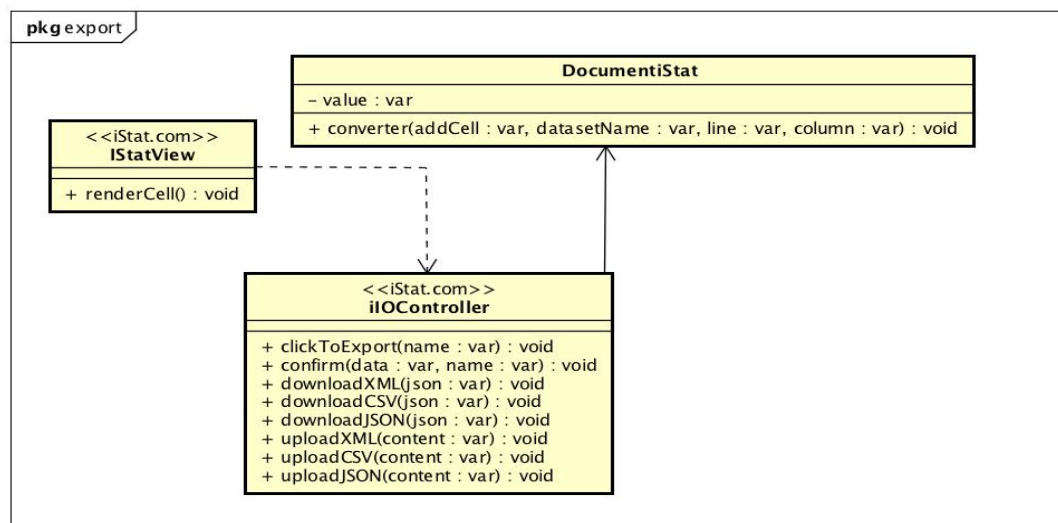 pkg export
DocumentiStat
– value : var
+ converter(addCell : var, datasetName : var, line : var, column : var) : void
<<iStat.com>>
IStatView
+ renderCell() : void
<<iStat.com>>
iIOController
+ clickToExport(name : var) : void
+ confirm(data : var, name : var) : void
+ downloadXML(json : var) : void
+ downloadCSV(json : var) : void
+ downloadJSON(json : var) : void
+ uploadXML(content : var) : void
+ uploadCSV(content : var) : void
+ uploadJSON(content : var) : void